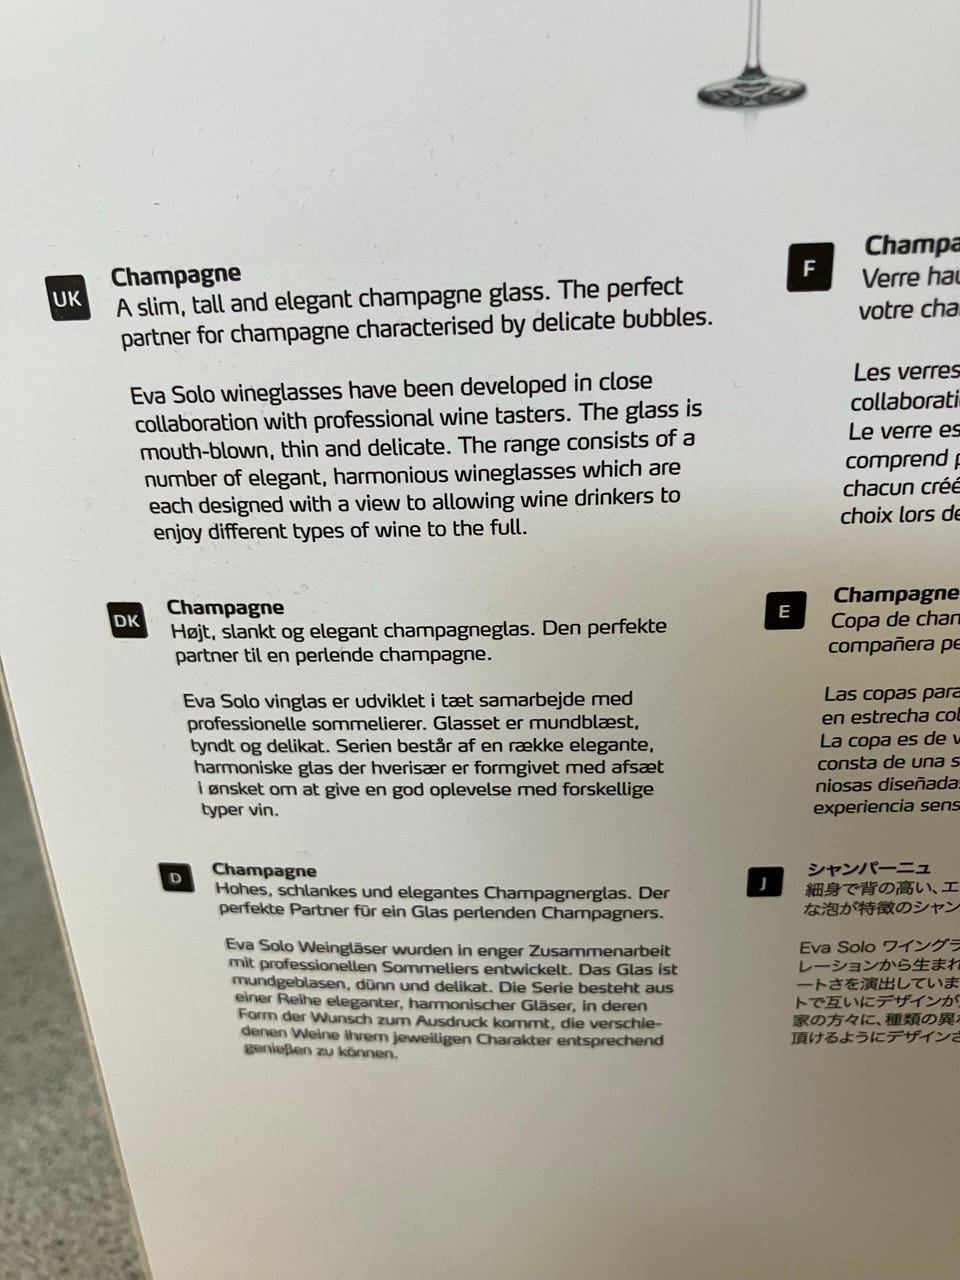 UK
Champagne
A slim, tall and elegant champagne glass. The perfect
partner for champagne characterised by delicate bubbles.
Eva Solo wineglasses have been developed in close
collaboration with professional wine tasters. The glass is
mouth-blown, thin and delicate. The range consists of a
number of elegant, harmonious wineglasses which are
each designed with a view to allowing wine drinkers to
enjoy different types of wine to the full.
DK
Champagne
Højt, slankt og elegant champagneglas. Den perfekte
partner til en perlende champagne.
Eva Solo vinglas er udviklet i tæt samarbejde med
professionelle sommelierer. Glasset er mundblæst,
tyndt og delikat. Serien består af en række elegante,
harmoniske glas der hverisær er formgivet med afsæt
i ønsket om at give en god oplevelse med forskellige
typer vin.
D
Champagne
Hohes, schlankes und elegantes Champagnerglas. Der
perfekte Partner für ein Glas perlenden Champagners.
Eva Solo Weingläser wurden in enger Zusammenarbeit
mit professionellen Sommeliers entwickelt. Das Glas ist
mundgeblasen, dünn und delikat. Die Serie besteht aus
einer Reihe eleganter, harmonischer Gläser, in deren
Form der Wunsch zum Ausdruck kommt, die verschie-
denen Weine ihrem jeweiligen Charakter entsprechend
genießen zu können.
F
Champa
Verre hau
votre cha
Les verres
collaborati
Le verre es
comprend p
chacun créé
choix lors de
E
Champagne
Copa de chan
compañera pe
Las copas para
en estrecha col
La copa es de v
consta de una s
niosas diseñada
experiencia sens
J
シャンパーニュ
細身で背の高い、エ
な泡が特徴のシャン
Eva Solo ワイングラ
レーションから生まれ
ートさを演出していま
トで互いにデザインが
家の方々に、種類の異
頂けるようにデザインさ